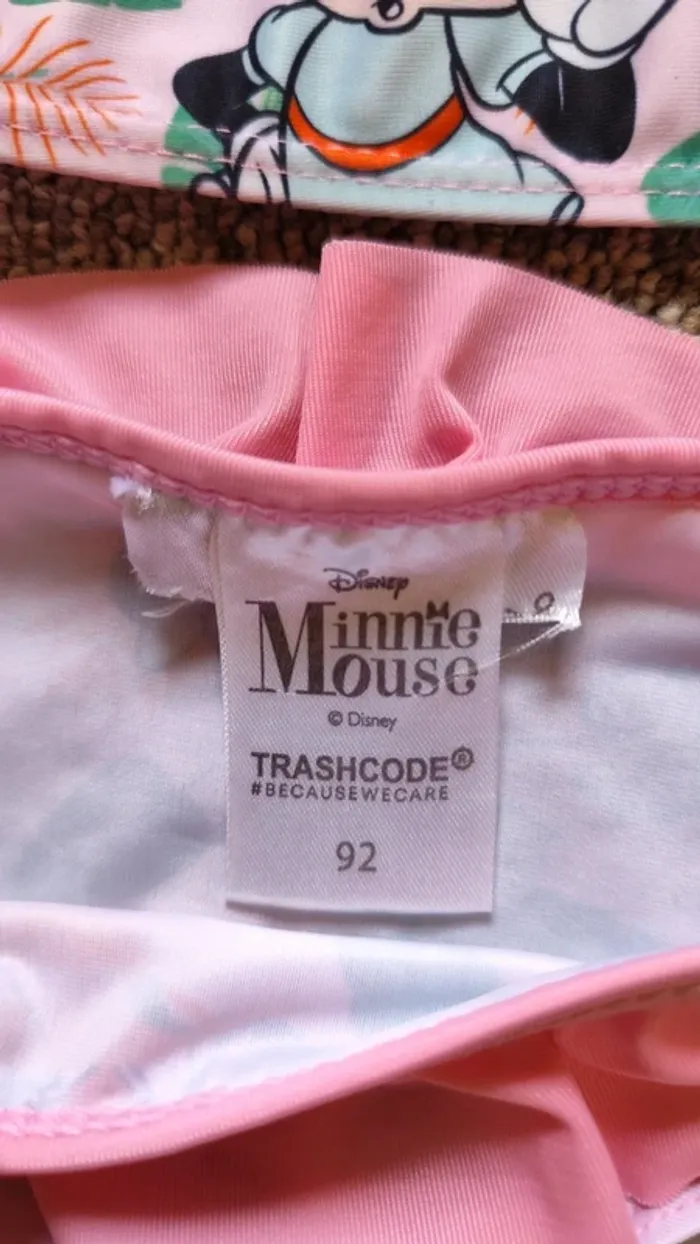 Disney
Minnie
Mouse
© Disney
TRASHCODE®
#BECAUSEWECARE
92